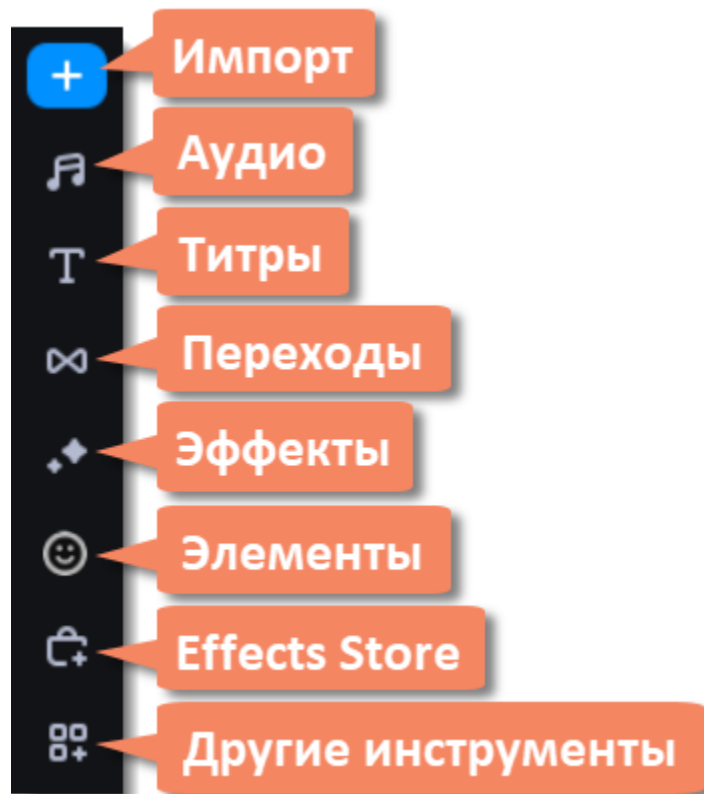 Импорт
Аудио
Титры
Переходы
Эффекты
Элементы
Effects Store
Другие инструменты